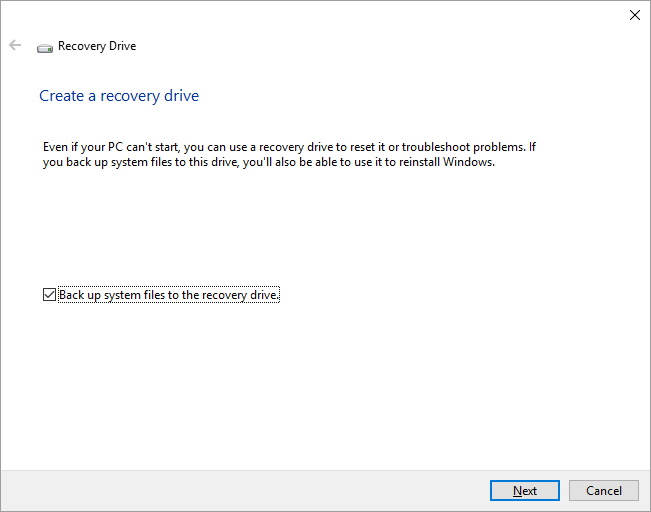 Recovery Drive
Create a recovery drive
Even if your PC can't start, you can use a recovery drive to reset it or troubleshoot problems. If
you back up system files to this drive, you'll also be able to use it to reinstall Windows.
Back up system files to the recovery drive.
Next
Cancel